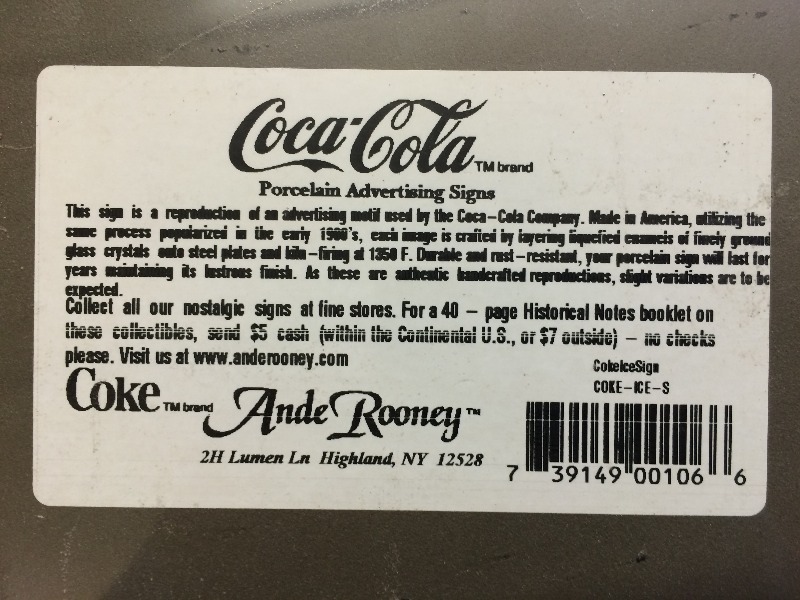 Coca-Cola TM brand
Porcelain Advertising Signs
This sign is a reproduction of an advertising motif used by the Coca-Cola Company. Made in America, utilizing the
same process popularized in the early 1900's, each image is crafted by layering liquefied enamels of finely ground
glass crystals onto steel plates and kiln-firing at 1350 F. Durable and rust-resistant, your porcelain sign will last for
years maintaining its lustrous finish. As these are authentic handcrafted reproductions, slight variations are to be
expected.
Collect all our nostalgic signs at fine stores. For a 40 - page Historical Notes booklet on
these collectibles, send $5 cash (within the Continental U.S., or $7 outside) - no checks
please. Visit us at www.anderooney.com
CokeIceSign
COKE-ICE-S
Coke TM brand Ande Rooney TM
2H Lumen Ln Highland, NY 12528
7 39149 00106 6